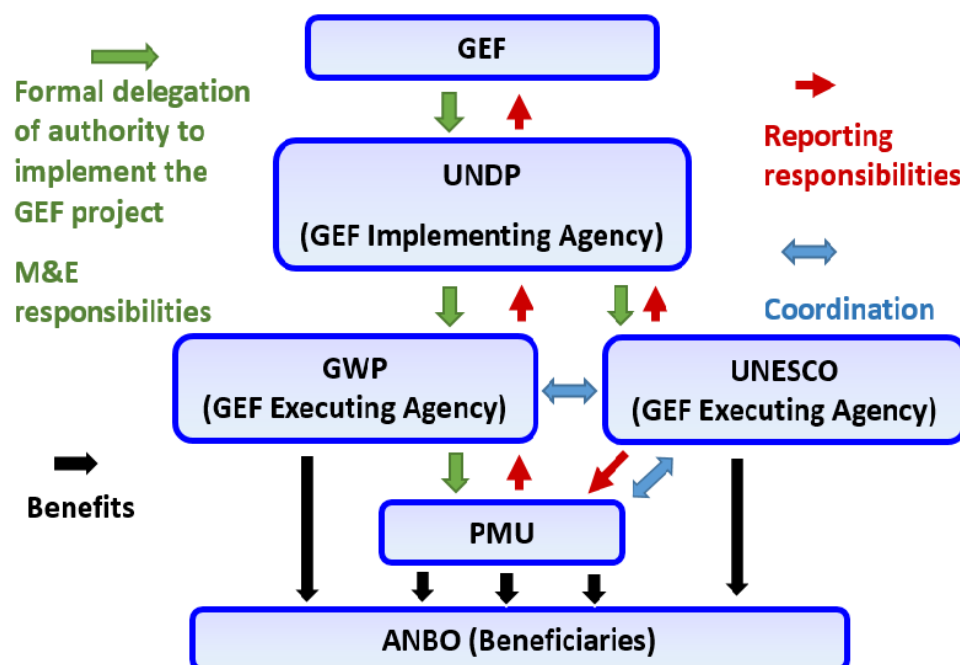 GEF
Formal delegation
of authority to
implement the
GEF project
M&E
responsibilities
Reporting
responsibilities
UNDP
(GEF Implementing Agency)
Coordination
GWP
(GEF Executing Agency)
UNESCO
(GEF Executing Agency)
Benefits
PMU
ANBO (Beneficiaries)